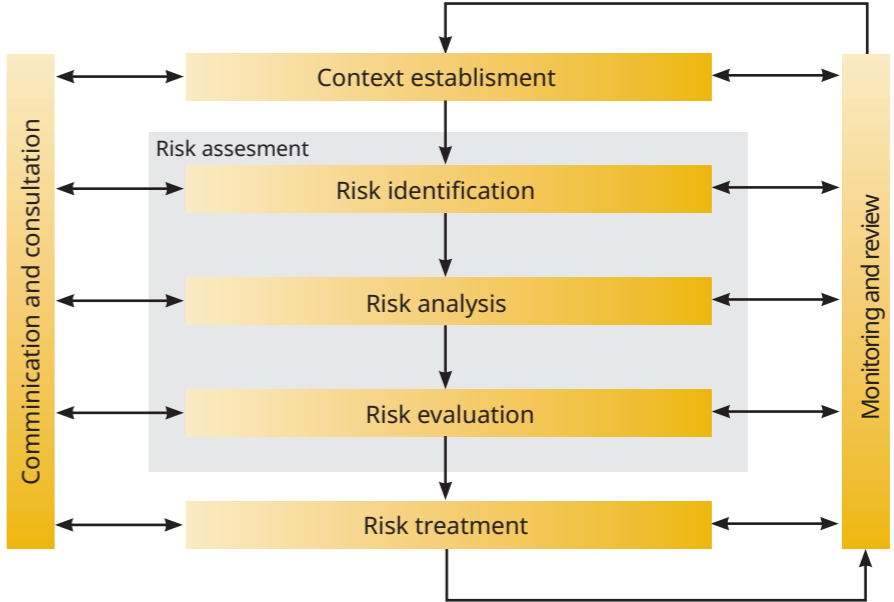 Context establisment
Risk assesment
Risk identification
Risk analysis
Risk evaluation
Risk treatment
Comminication and consultation
Monitoring and review